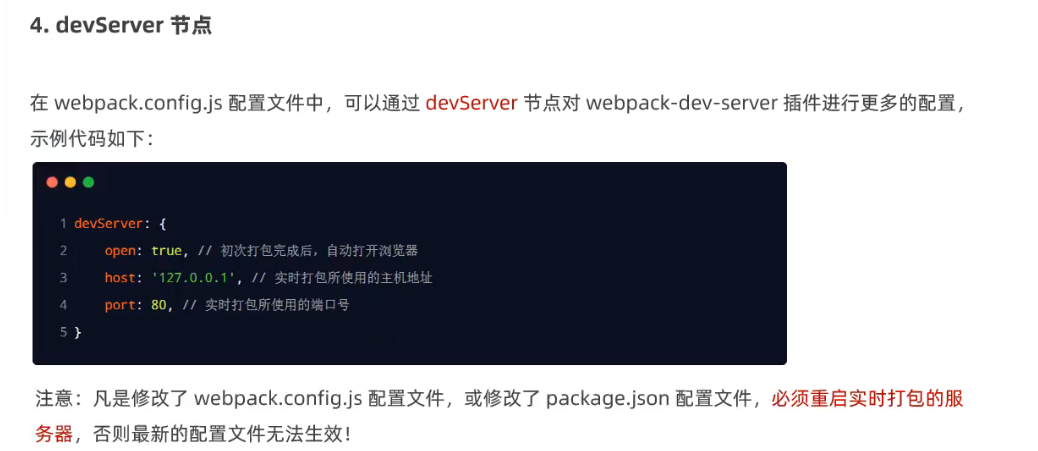 4. devServer 节点
在 webpack.config.js 配置文件中，可以通过 devServer 节点对 webpack-dev-server 插件进行更多的配置，
示例代码如下：
1 devServer: {
2     open: true, // 初次打包完成后，自动打开浏览器
3     host: '127.0.0.1', // 实时打包所使用的主机地址
4     port: 80, // 实时打包所使用的端口号
5 }
注意：凡是修改了 webpack.config.js 配置文件，或修改了 package.json 配置文件，必须重启实时打包的服
务器，否则最新的配置文件无法生效！